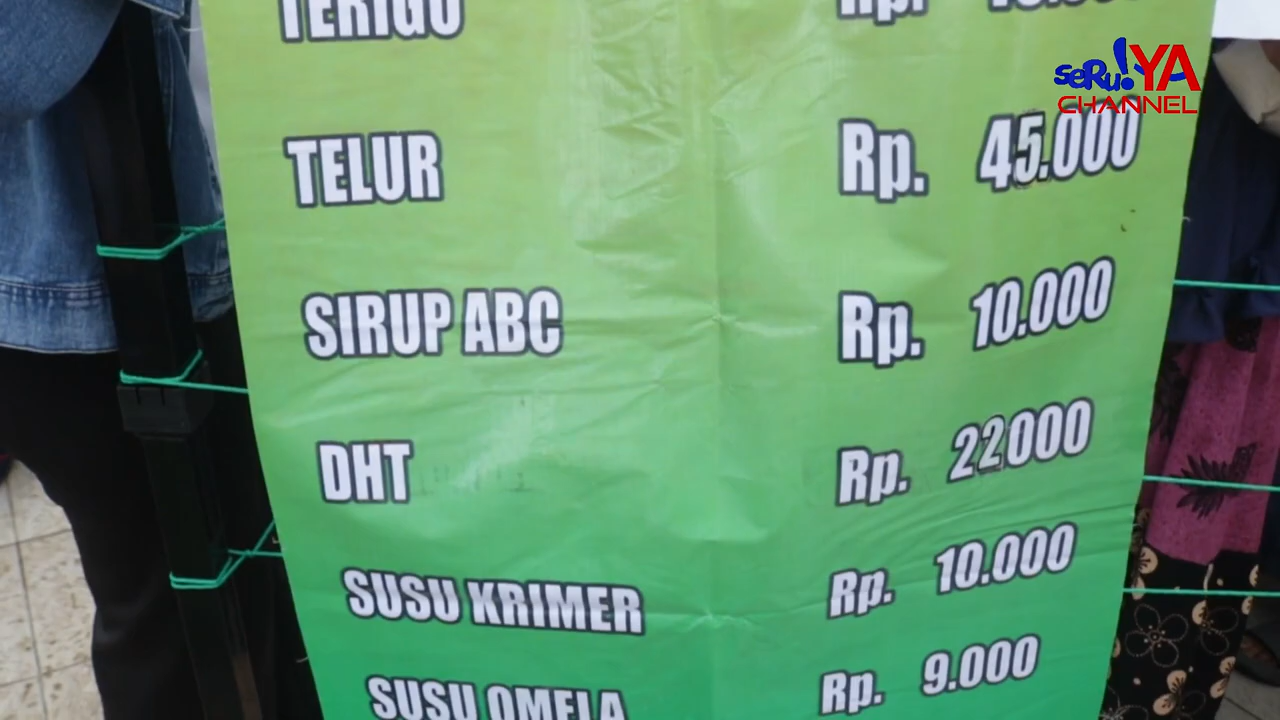 TERIGU Rp.
seRu!YA
CHANNEL
TELUR Rp. 45.000
SIRUP ABC Rp. 10.000
DHT Rp. 22000
SUSU KRIMER Rp. 10.000
SUSU OMELA Rp. 9.000